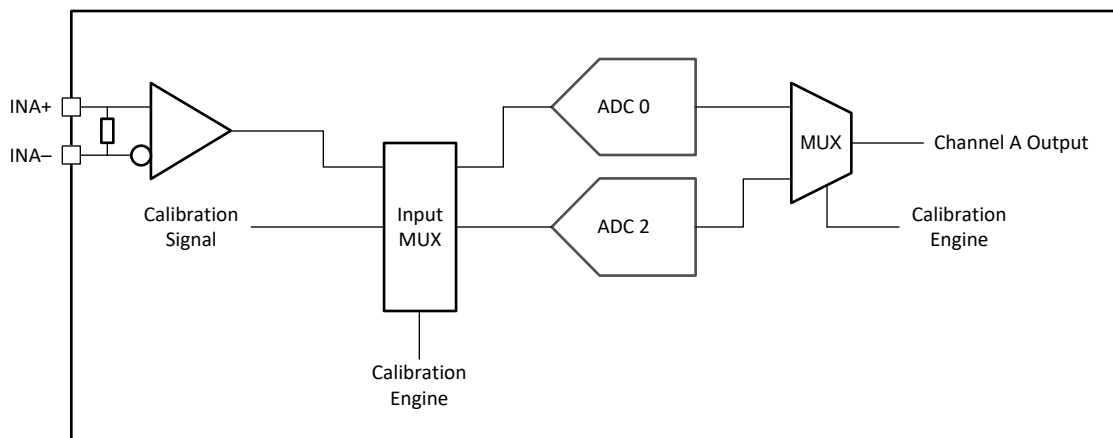 INA+
INA–
ADC 0
MUX
Channel A Output
Calibration
Signal
Input
MUX
ADC 2
Calibration
Engine
Calibration
Engine